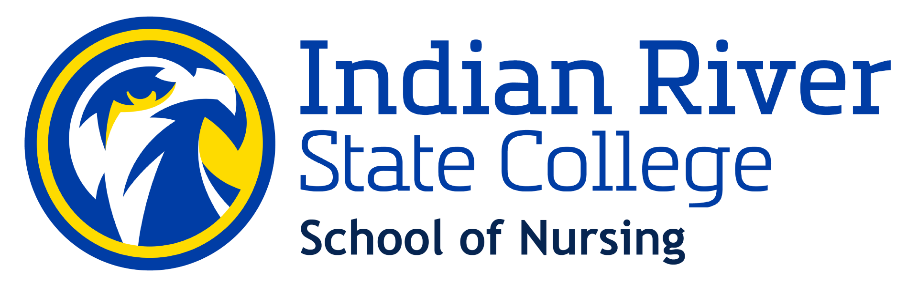 Indian River
State College
School of Nursing